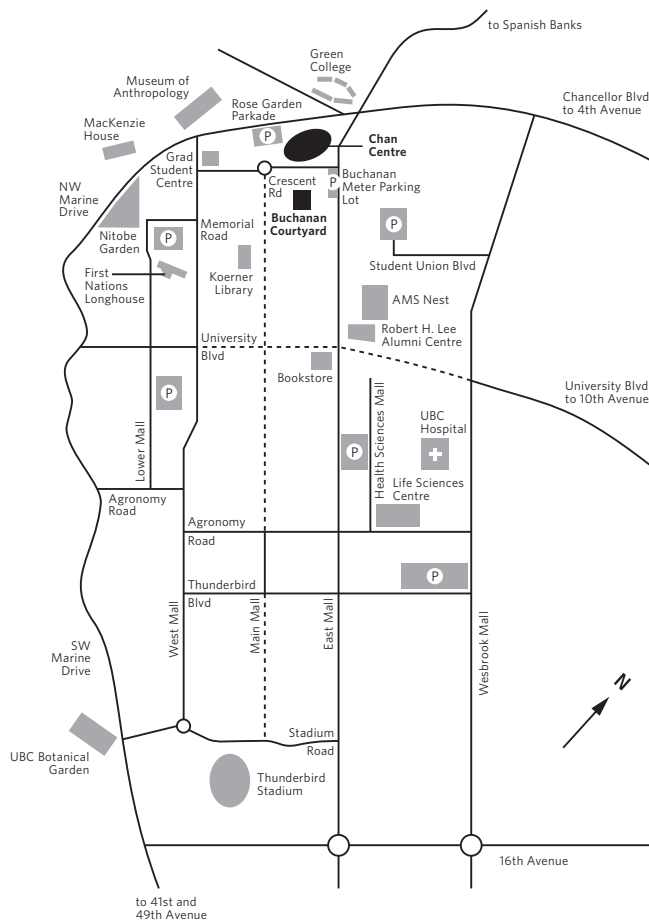 to Spanish Banks
Green
College
Museum of
Anthropology
Rose Garden
Parkade
Chancellor Blvd
to 4th Avenue
MacKenzie
House
P
Chan
Centre
Grad
Student
Centre
Crescent
Rd
P
Buchanan
Meter Parking
Lot
NW
Marine
Drive
Buchanan
Courtyard
Nitobe
Garden
P
Memorial
Road
P
Student Union Blvd
First
Nations
Longhouse
Koerner
Library
AMS Nest
Robert H. Lee
Alumni Centre
University
Blvd
Bookstore
University Blvd
to 10th Avenue
P
Lower Mall
Health Sciences Mall
UBC
Hospital
P
Life Sciences
Centre
Agronomy
Road
Agronomy
Road
P
Thunderbird
Blvd
West Mall
Main Mall
East Mall
Wesbrook Mall
SW
Marine
Drive
N
Stadium
Road
UBC Botanical
Garden
Thunderbird
Stadium
16th Avenue
to 41st and
49th Avenue